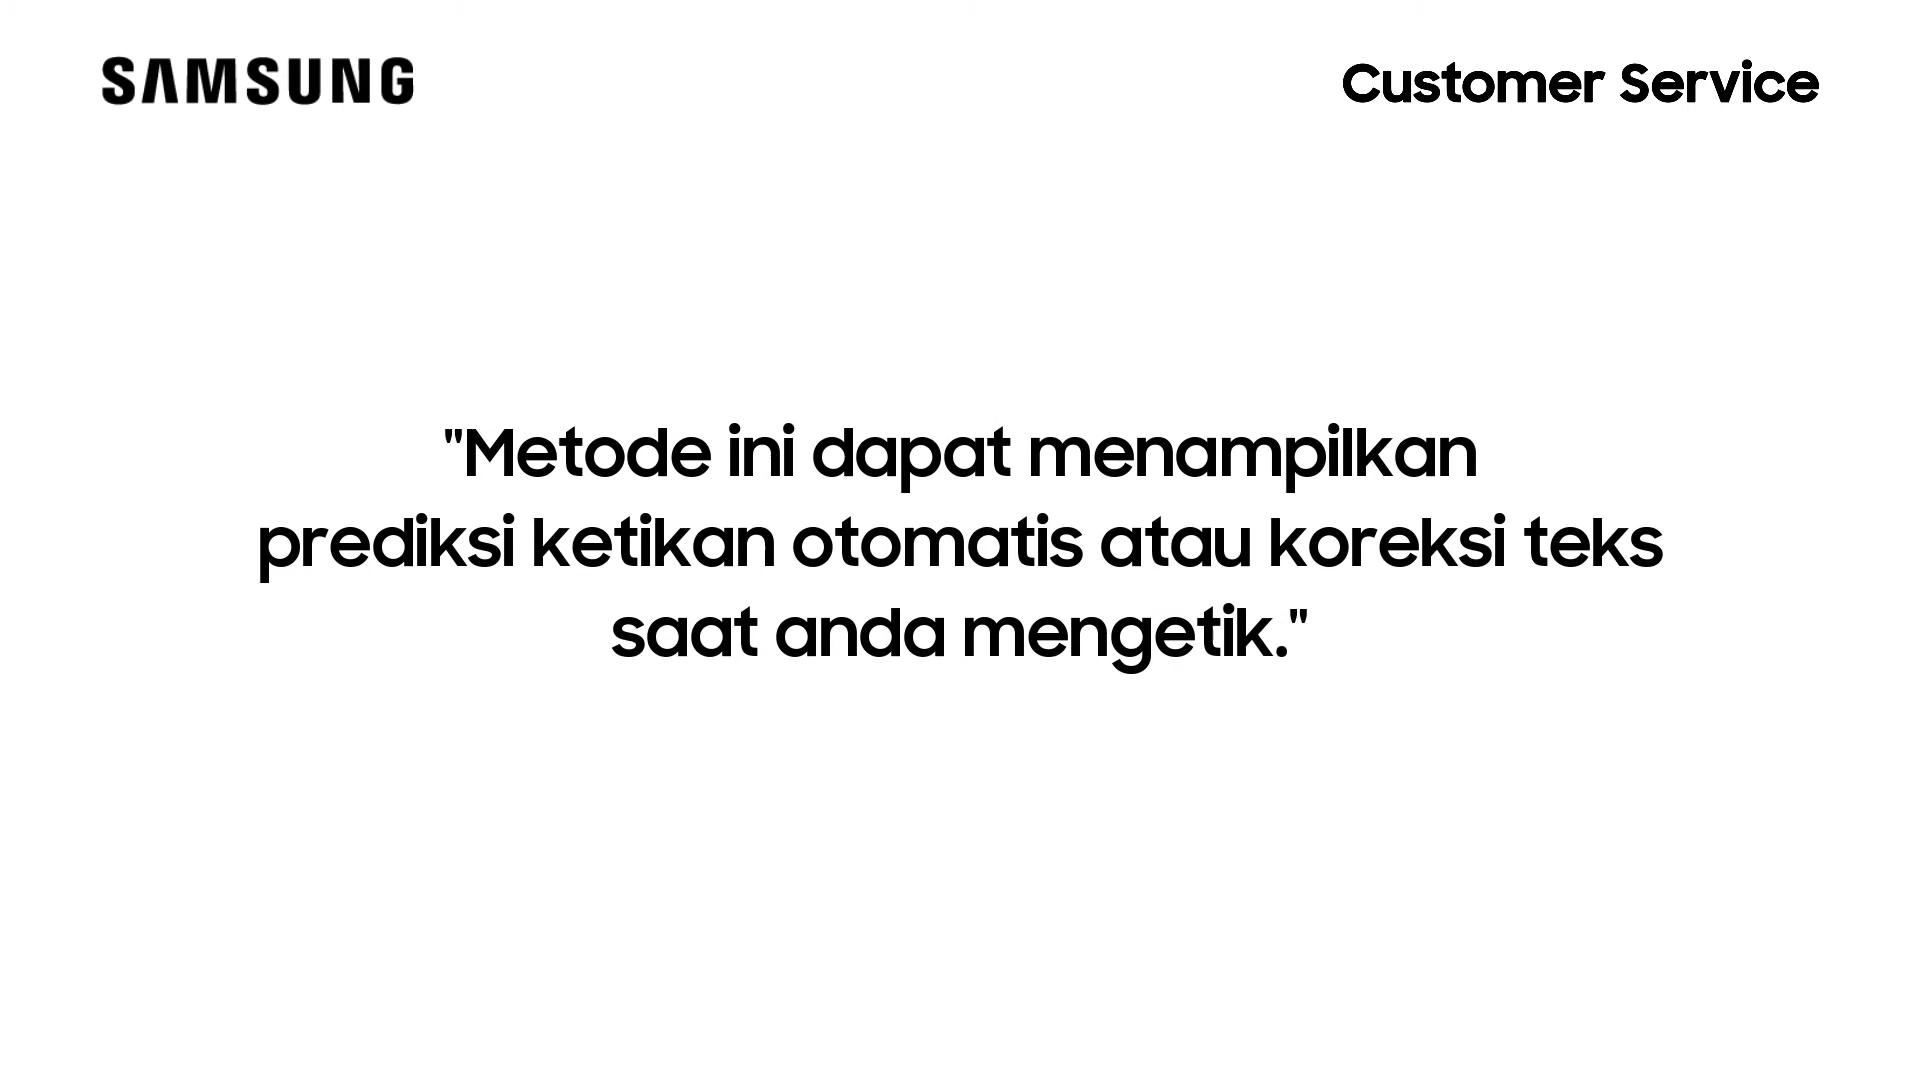 SAMSUNG
Customer Service
"Metode ini dapat menampilkan
prediksi ketikan otomatis atau koreksi teks
saat anda mengetik."